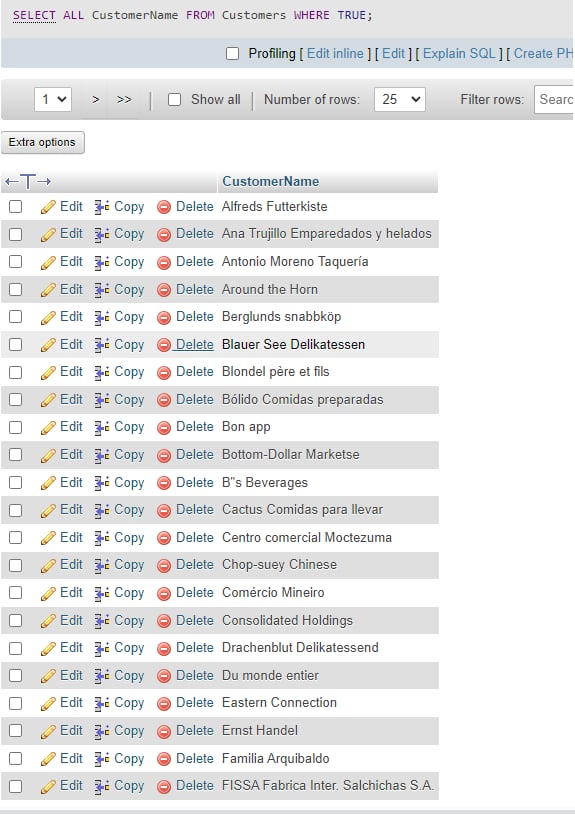 SELECT ALL CustomerName FROM Customers WHERE TRUE;
Profiling [ Edit inline ] [ Edit ] [ Explain SQL ] [ Create PH
1 > >> Show all Number of rows: 25 Filter rows: Searc
Extra options
←T→ CustomerName
Edit Copy Delete Alfreds Futterkiste
Edit Copy Delete Ana Trujillo Emparedados y helados
Edit Copy Delete Antonio Moreno Taquería
Edit Copy Delete Around the Horn
Edit Copy Delete Berglunds snabbköp
Edit Copy Delete Blauer See Delikatessen
Edit Copy Delete Blondel père et fils
Edit Copy Delete Bólido Comidas preparadas
Edit Copy Delete Bon app
Edit Copy Delete Bottom-Dollar Marketse
Edit Copy Delete B"s Beverages
Edit Copy Delete Cactus Comidas para llevar
Edit Copy Delete Centro comercial Moctezuma
Edit Copy Delete Chop-suey Chinese
Edit Copy Delete Comércio Mineiro
Edit Copy Delete Consolidated Holdings
Edit Copy Delete Drachenblut Delikatessend
Edit Copy Delete Du monde entier
Edit Copy Delete Eastern Connection
Edit Copy Delete Ernst Handel
Edit Copy Delete Familia Arquibaldo
Edit Copy Delete FISSA Fabrica Inter. Salchichas S.A.